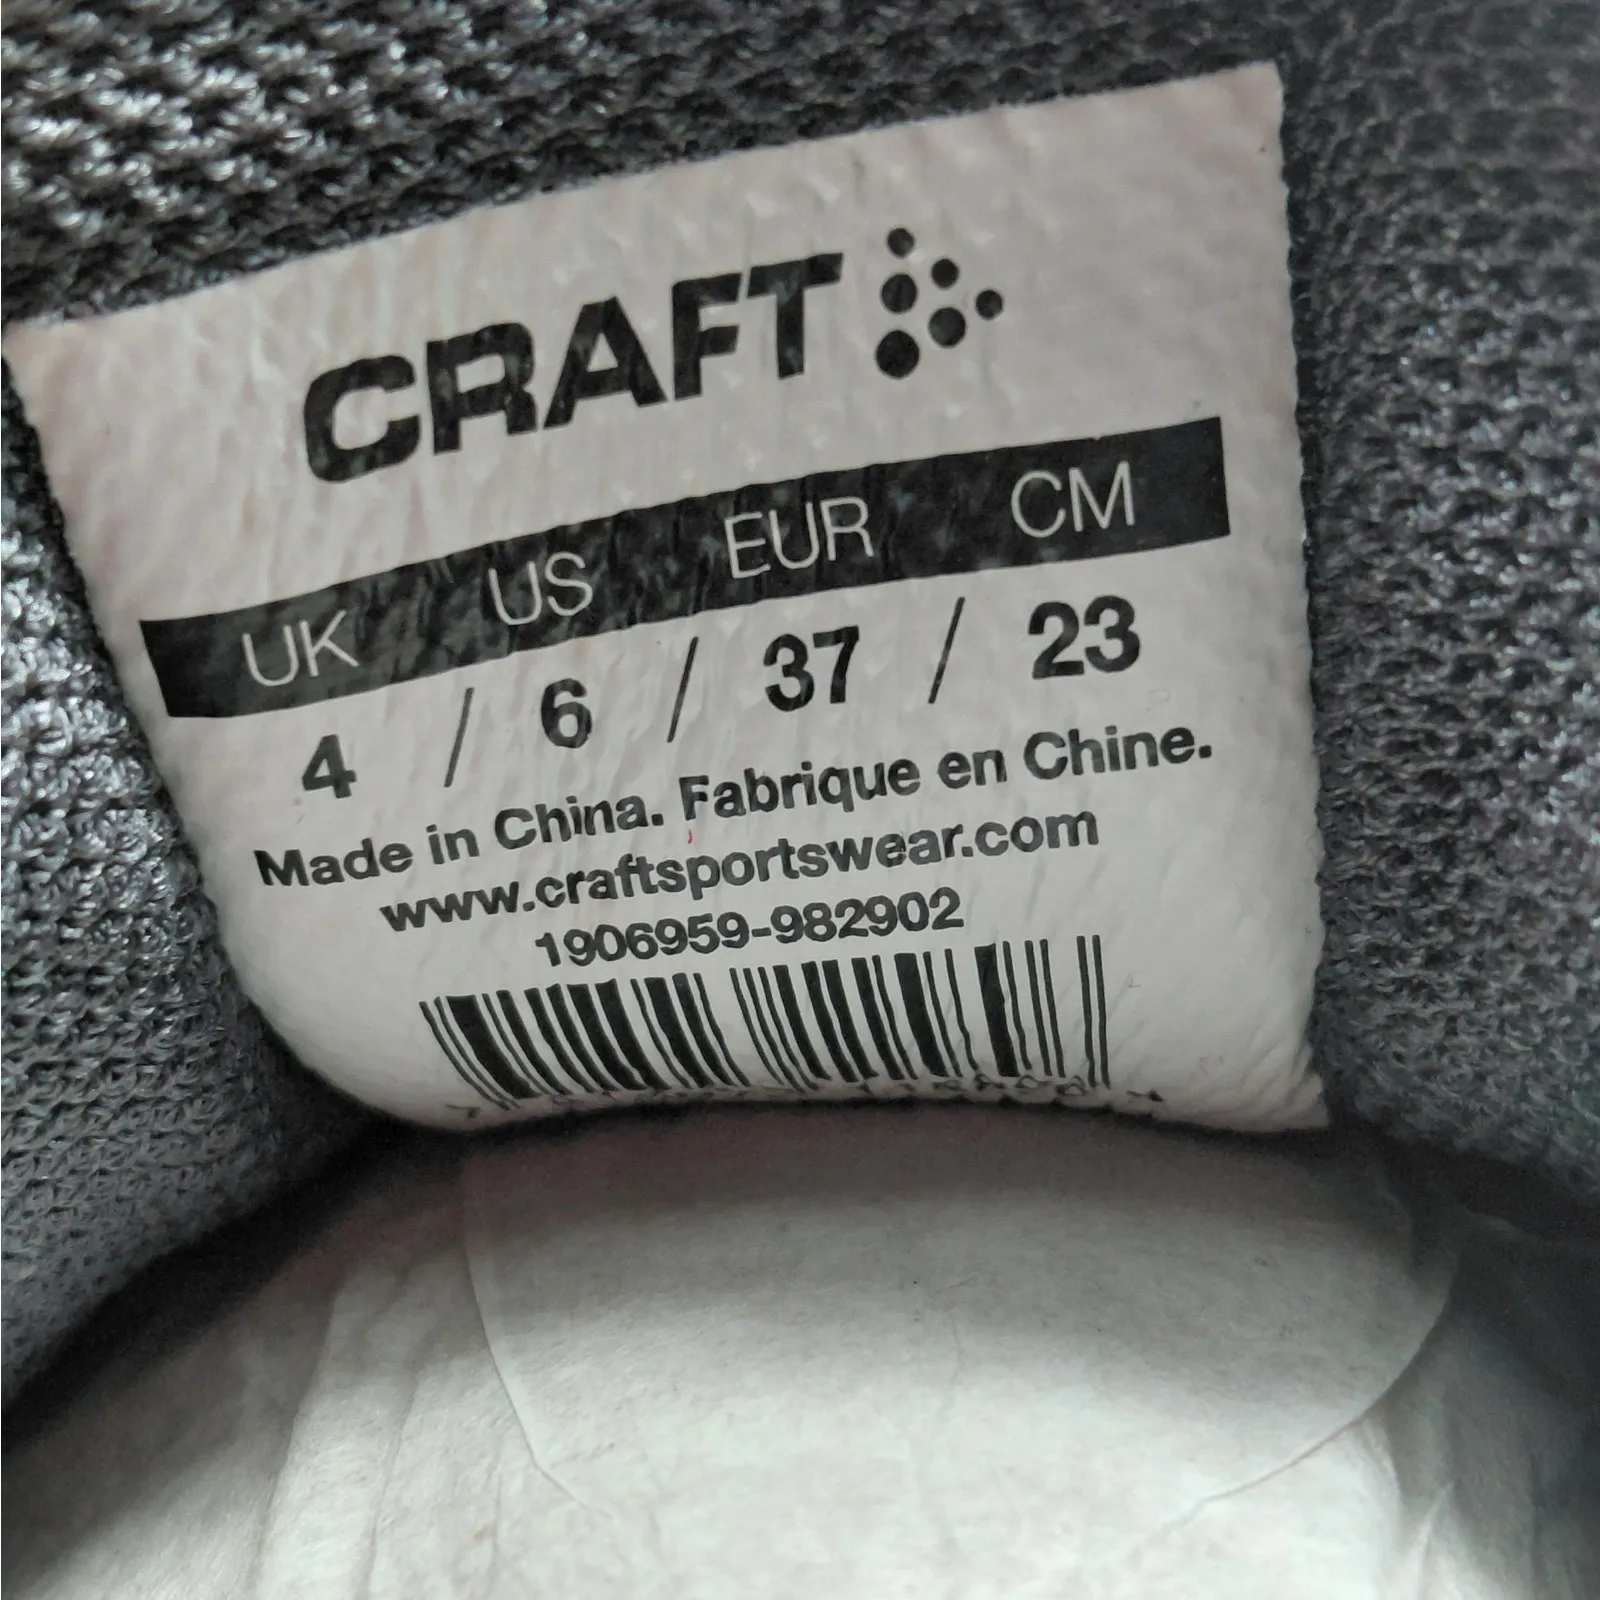 CRAFT
UK US EUR CM
4 / 6 / 37 / 23
Made in China. Fabrique en Chine.
www.craftsportswear.com
1906959-982902